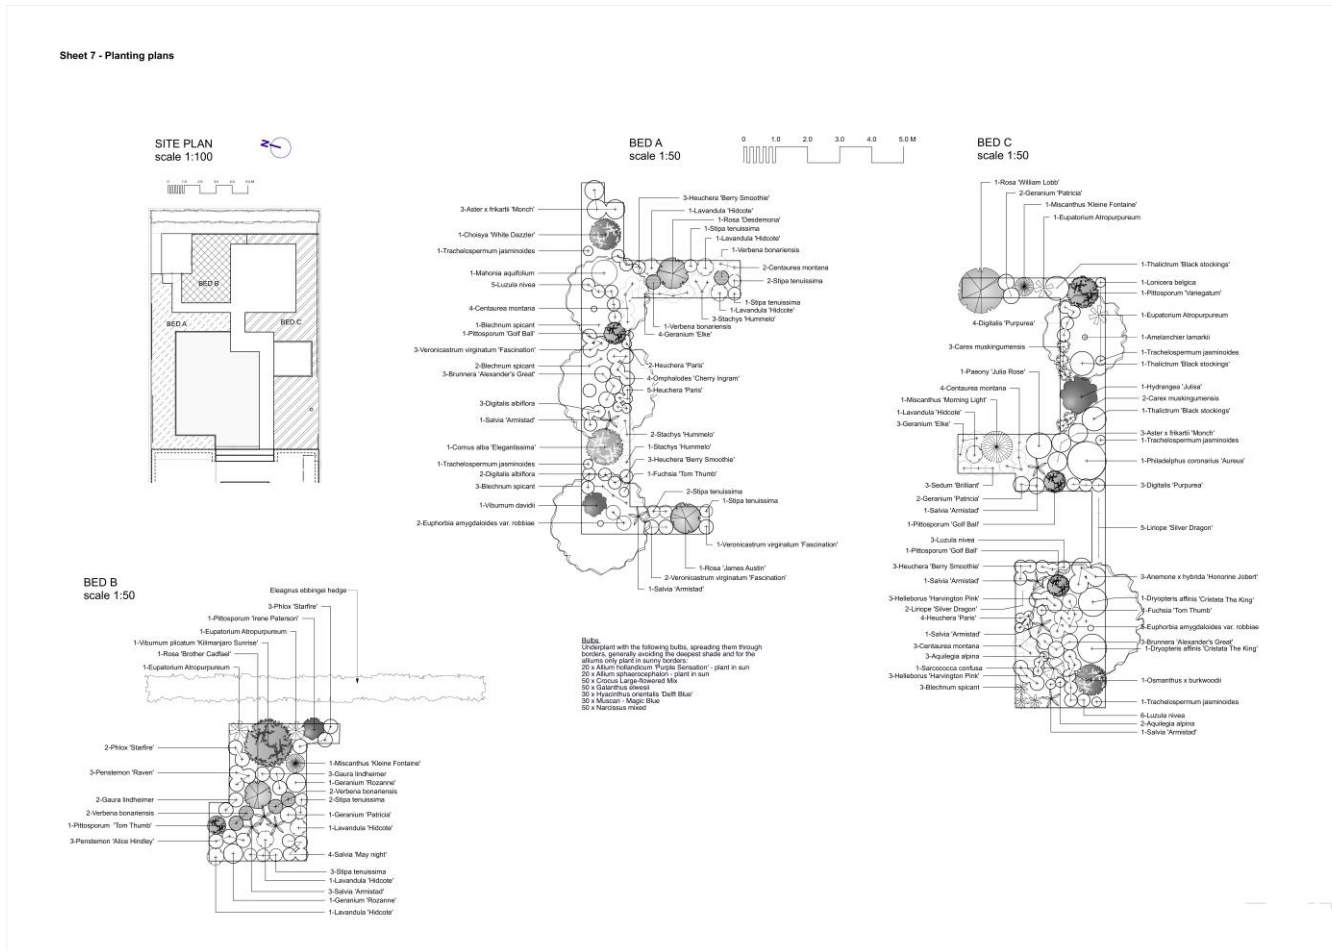 Sheet 7 - Planting plans
SITE PLAN
scale 1:100
N
0 1.0 2.0 3.0 4.0 5.0 M
BED B
BED A
BED C
BED A
scale 1:50
0 1.0 2.0 3.0 4.0 5.0 M
3-Aster x frikartii 'Monch'
1-Choisya 'White Dazzler'
1-Trachelospermum jasminoides
1-Mahonia aquifolium
5-Luzula nivea
4-Centaurea montana
1-Blechnum spicant
1-Pittosporum 'Golf Ball'
3-Veronicastrum virginatum 'Fascination'
2-Blechnum spicant
3-Brunnera 'Alexander's Great'
3-Digitalis albiflora
1-Salvia 'Armistad'
1-Cornus alba 'Elegantissima'
1-Trachelospermum jasminoides
2-Digitalis albiflora
3-Blechnum spicant
1-Viburnum davidii
2-Euphorbia amygdaloides var. robbiae
3-Heuchera 'Berry Smoothie'
1-Lavandula 'Hidcote'
1-Rosa 'Desdemona'
1-Stipa tenuissima
1-Lavandula 'Hidcote'
1-Verbena bonariensis
2-Centaurea montana
2-Stipa tenuissima
1-Stipa tenuissima
1-Lavandula 'Hidcote'
3-Stachys 'Hummelo'
1-Verbena bonariensis
4-Geranium 'Elke'
2-Heuchera 'Paris'
4-Omphalodes 'Cherry Ingram'
5-Heuchera 'Paris'
2-Stachys 'Hummelo'
1-Stachys 'Hummelo'
3-Heuchera 'Berry Smoothie'
1-Fuchsia 'Tom Thumb'
2-Stipa tenuissima
1-Stipa tenuissima
1-Veronicastrum virginatum 'Fascination'
1-Rosa 'James Austin'
2-Veronicastrum virginatum 'Fascination'
1-Salvia 'Armistad'
BED C
scale 1:50
1-Rosa 'William Lobb'
2-Geranium 'Patricia'
1-Miscanthus 'Kleine Fontaine'
1-Eupatorium Atropurpureum
4-Digitalis 'Purpurea'
3-Carex muskingumensis
1-Paeony 'Julia Rose'
4-Centaurea montana
1-Miscanthus 'Morning Light'
1-Lavandula 'Hidcote'
3-Geranium 'Elke'
3-Sedum 'Brilliant'
2-Geranium 'Patricia'
1-Salvia 'Armistad'
1-Pittosporum 'Golf Ball'
3-Luzula nivea
1-Pittosporum 'Golf Ball'
3-Heuchera 'Berry Smoothie'
1-Salvia 'Armistad'
3-Helleborus 'Harvington Pink'
2-Liriope 'Silver Dragon'
4-Heuchera 'Paris'
1-Salvia 'Armistad'
3-Centaurea montana
3-Aquilegia alpina
1-Sarcococca confusa
3-Helleborus 'Harvington Pink'
3-Blechnum spicant
1-Thalictrum 'Black stockings'
1-Lonicera belgica
1-Pittosporum 'Variegatum'
1-Eupatorium Atropurpureum
1-Amelanchier lamarkii
1-Trachelospermum jasminoides
1-Thalictrum 'Black stockings'
1-Hydrangea 'Julisa'
2-Carex muskingumensis
1-Thalictrum 'Black stockings'
3-Aster x frikartii 'Monch'
1-Trachelospermum jasminoides
1-Philadelphus coronarius 'Aureus'
3-Digitalis 'Purpurea'
5-Liriope 'Silver Dragon'
3-Anemone x hybrida 'Honorine Jobert'
1-Dryopteris affinis 'Cristata The King'
1-Fuchsia 'Tom Thumb'
-Euphorbia amygdaloides var. robbiae
3-Brunnera 'Alexander's Great'
1-Dryopteris affinis 'Cristata The King'
1-Osmanthus x burkwoodii
1-Trachelospermum jasminoides
6-Luzula nivea
2-Aquilegia alpina
1-Salvia 'Armistad'
BED B
scale 1:50
Eleagnus ebbingei hedge
3-Phlox 'Starfire'
1-Pittosporum 'Irene Paterson'
1-Eupatorium Atropurpureum
1-Viburnum plicatum 'Kilimanjaro Sunrise'
1-Rosa 'Brother Cadfael'
1-Eupatorium Atropurpureum
2-Phlox 'Starfire'
3-Penstemon 'Raven'
2-Gaura lindheimer
2-Verbena bonariensis
1-Pittosporum 'Tom Thumb'
3-Penstemon 'Alice Hindley'
1-Miscanthus 'Kleine Fontaine'
3-Gaura lindheimer
1-Geranium 'Rozanne'
2-Verbena bonariensis
2-Stipa tenuissima
1-Geranium 'Patricia'
1-Lavandula 'Hidcote'
4-Salvia 'May night'
3-Stipa tenuissima
1-Lavandula 'Hidcote'
3-Salvia 'Armistad'
1-Geranium 'Rozanne'
1-Lavandula 'Hidcote'
Bulbs.
Underplant with the following bulbs, spreading them through
borders, generally avoiding the deepest shade and for the
alliums only plant in sunny borders:
20 x Allium hollandicum 'Purple Sensation' - plant in sun
20 x Allium sphaerocephalon - plant in sun
50 x Crocus Large-flowered Mix
50 x Galanthus elwesii
30 x Hyacinthus orientalis 'Delft Blue'
30 x Muscari - Magic Blue
50 x Narcissus mixed